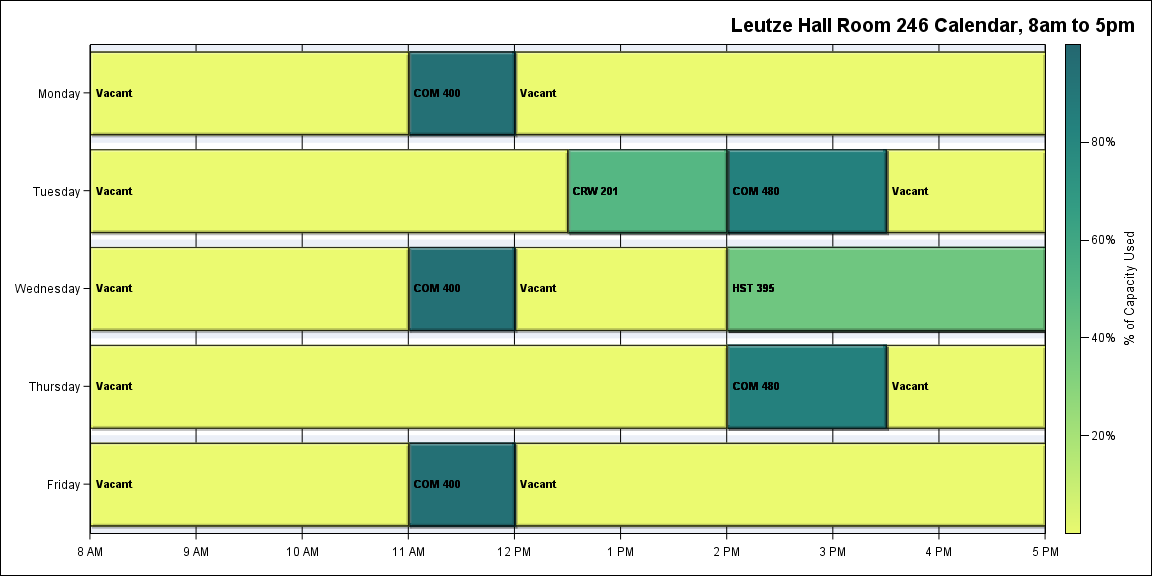 Leutze Hall Room 246 Calendar, 8am to 5pm
Monday
Vacant
COM 400
Vacant
Tuesday
Vacant
CRW 201
COM 480
Vacant
Wednesday
Vacant
COM 400
Vacant
HST 395
Thursday
Vacant
COM 480
Vacant
Friday
Vacant
COM 400
Vacant
8 AM
9 AM
10 AM
11 AM
12 PM
1 PM
2 PM
3 PM
4 PM
5 PM
80%
60%
40%
20%
% of Capacity Used